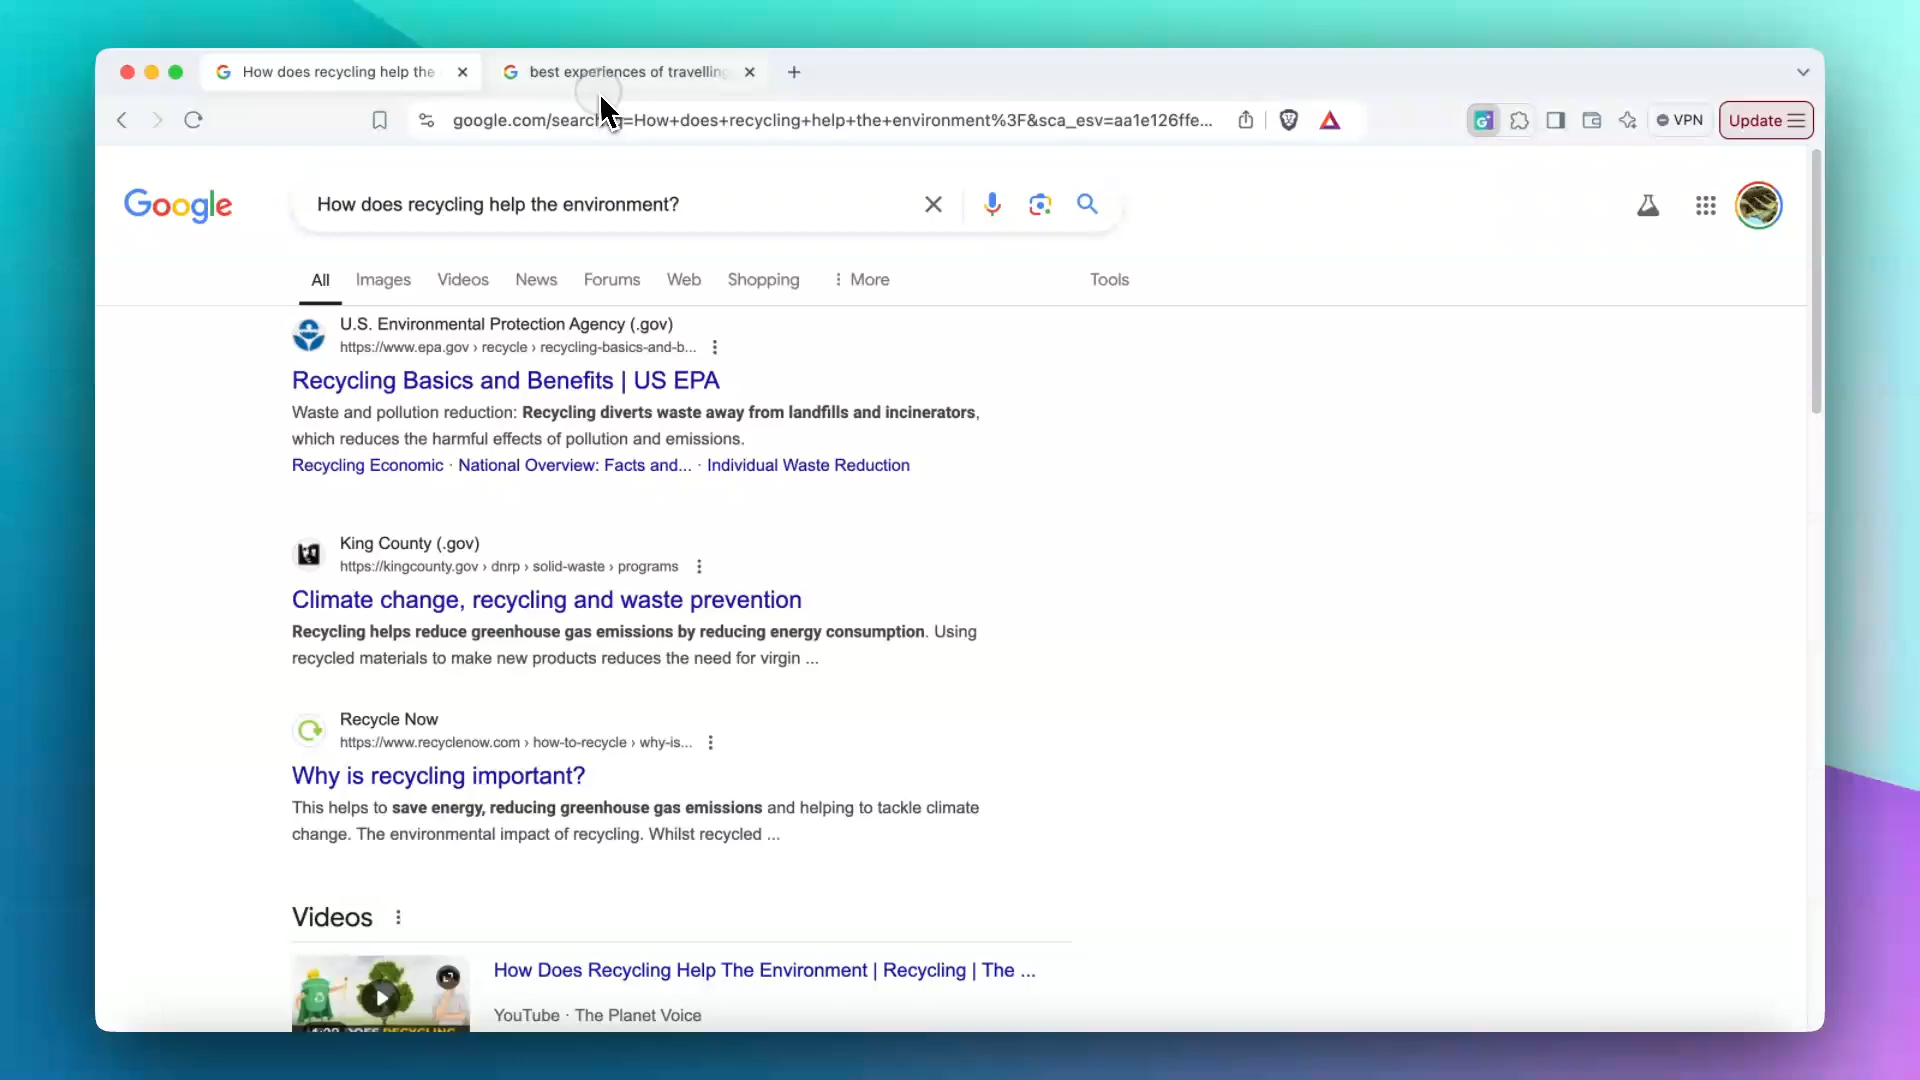 How does recycling help the
best experiences of travelling
google.com/search?q=How+does+recycling+help+the+environment%3F&sca_esv=aa1e126ffe...
VPN
Update
Google
How does recycling help the environment?
All
Images
Videos
News
Forums
Web
Shopping
More
Tools
U.S. Environmental Protection Agency (.gov)
https://www.epa.gov › recycle › recycling-basics-and-b...
Recycling Basics and Benefits | US EPA
Waste and pollution reduction: Recycling diverts waste away from landfills and incinerators,
which reduces the harmful effects of pollution and emissions.
Recycling Economic · National Overview: Facts and... · Individual Waste Reduction
King County (.gov)
https://kingcounty.gov › dnrp › solid-waste › programs
Climate change, recycling and waste prevention
Recycling helps reduce greenhouse gas emissions by reducing energy consumption. Using
recycled materials to make new products reduces the need for virgin ...
Recycle Now
https://www.recyclenow.com › how-to-recycle › why-is...
Why is recycling important?
This helps to save energy, reducing greenhouse gas emissions and helping to tackle climate
change. The environmental impact of recycling. Whilst recycled ...
Videos
How Does Recycling Help The Environment | Recycling | The ...
YouTube · The Planet Voice